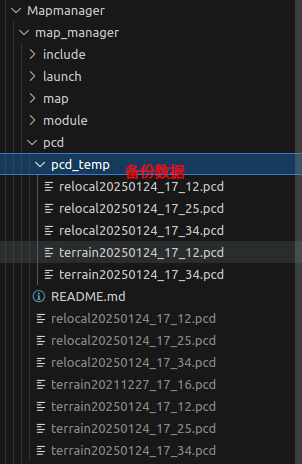 Mapmanager
map_manager
include
launch
map
module
pcd
pcd_temp 备份数据
relocal20250124_17_12.pcd
relocal20250124_17_25.pcd
relocal20250124_17_34.pcd
terrain20250124_17_12.pcd
terrain20250124_17_34.pcd
README.md
relocal20250124_17_12.pcd
relocal20250124_17_25.pcd
relocal20250124_17_34.pcd
terrain20211227_17_16.pcd
terrain20250124_17_12.pcd
terrain20250124_17_25.pcd
terrain20250124_17_34.pcd